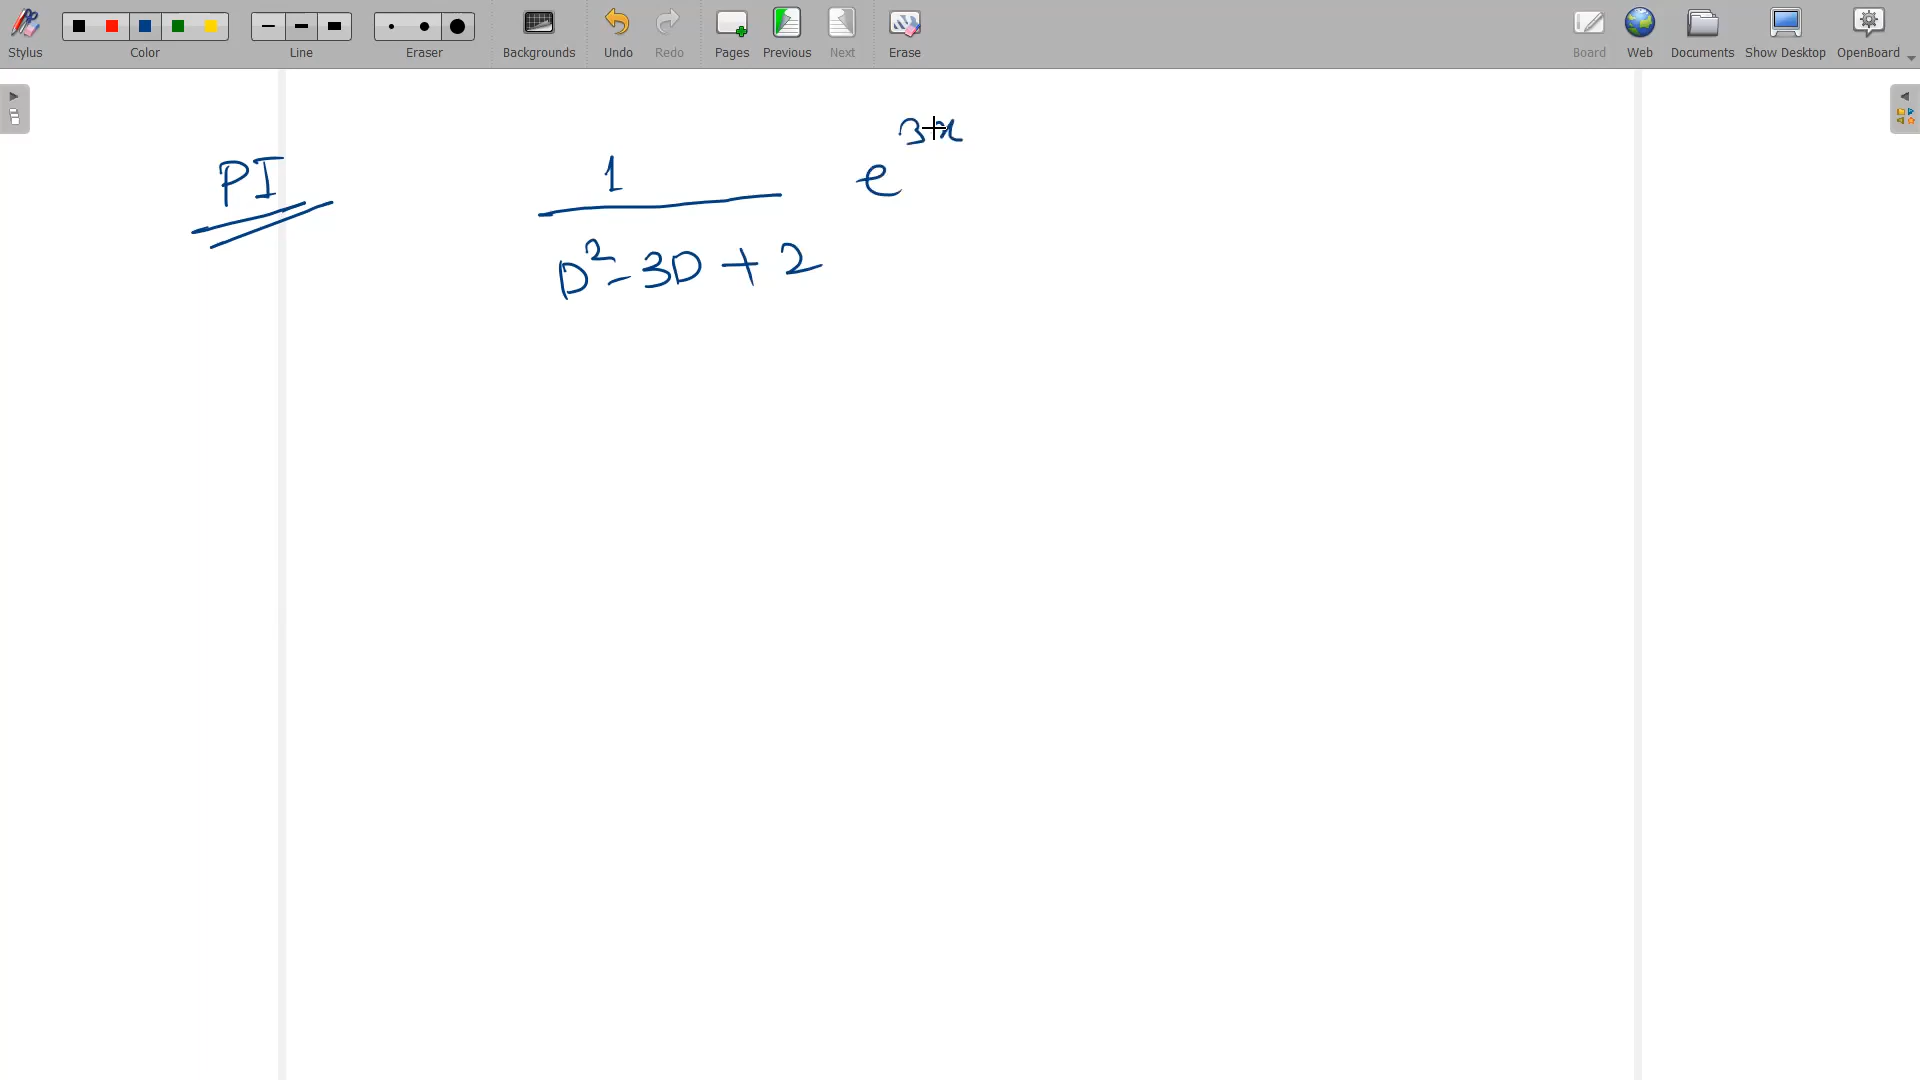 Stylus Color Line Eraser Backgrounds Undo Redo Pages Previous Next Erase Board Web Documents Show Desktop OpenBoard
PI 1 e^{3x}
D² - 3D + 2